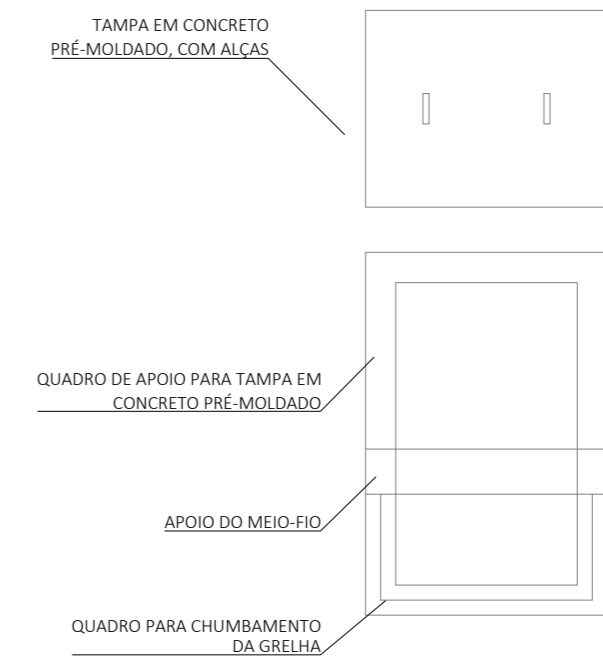 TAMPA EM CONCRETO
PRÉ-MOLDADO, COM ALÇAS
QUADRO DE APOIO PARA TAMPA EM
CONCRETO PRÉ-MOLDADO
APOIO DO MEIO-FIO
QUADRO PARA CHUMBAMENTO
DA GRELHA